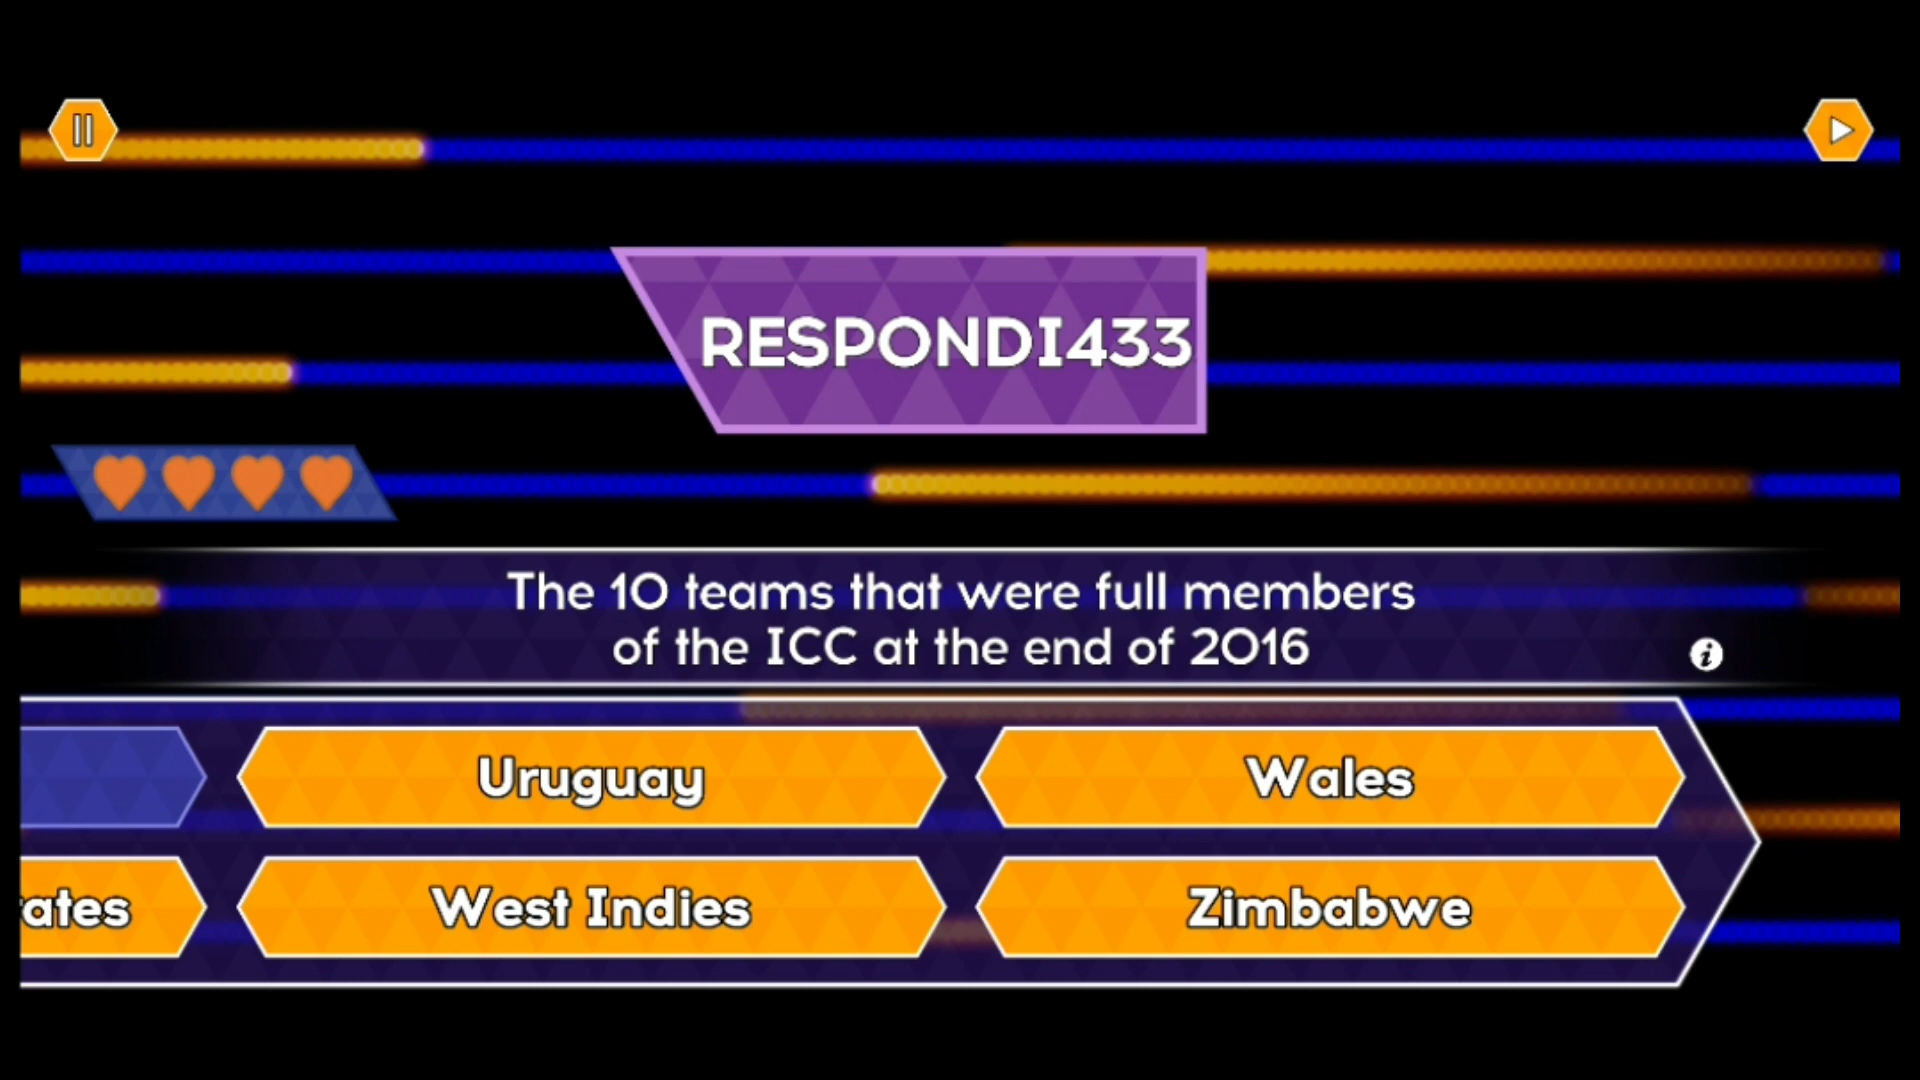 RESPONDI433
The 10 teams that were full members
of the ICC at the end of 2016
Uruguay
Wales
ates
West Indies
Zimbabwe